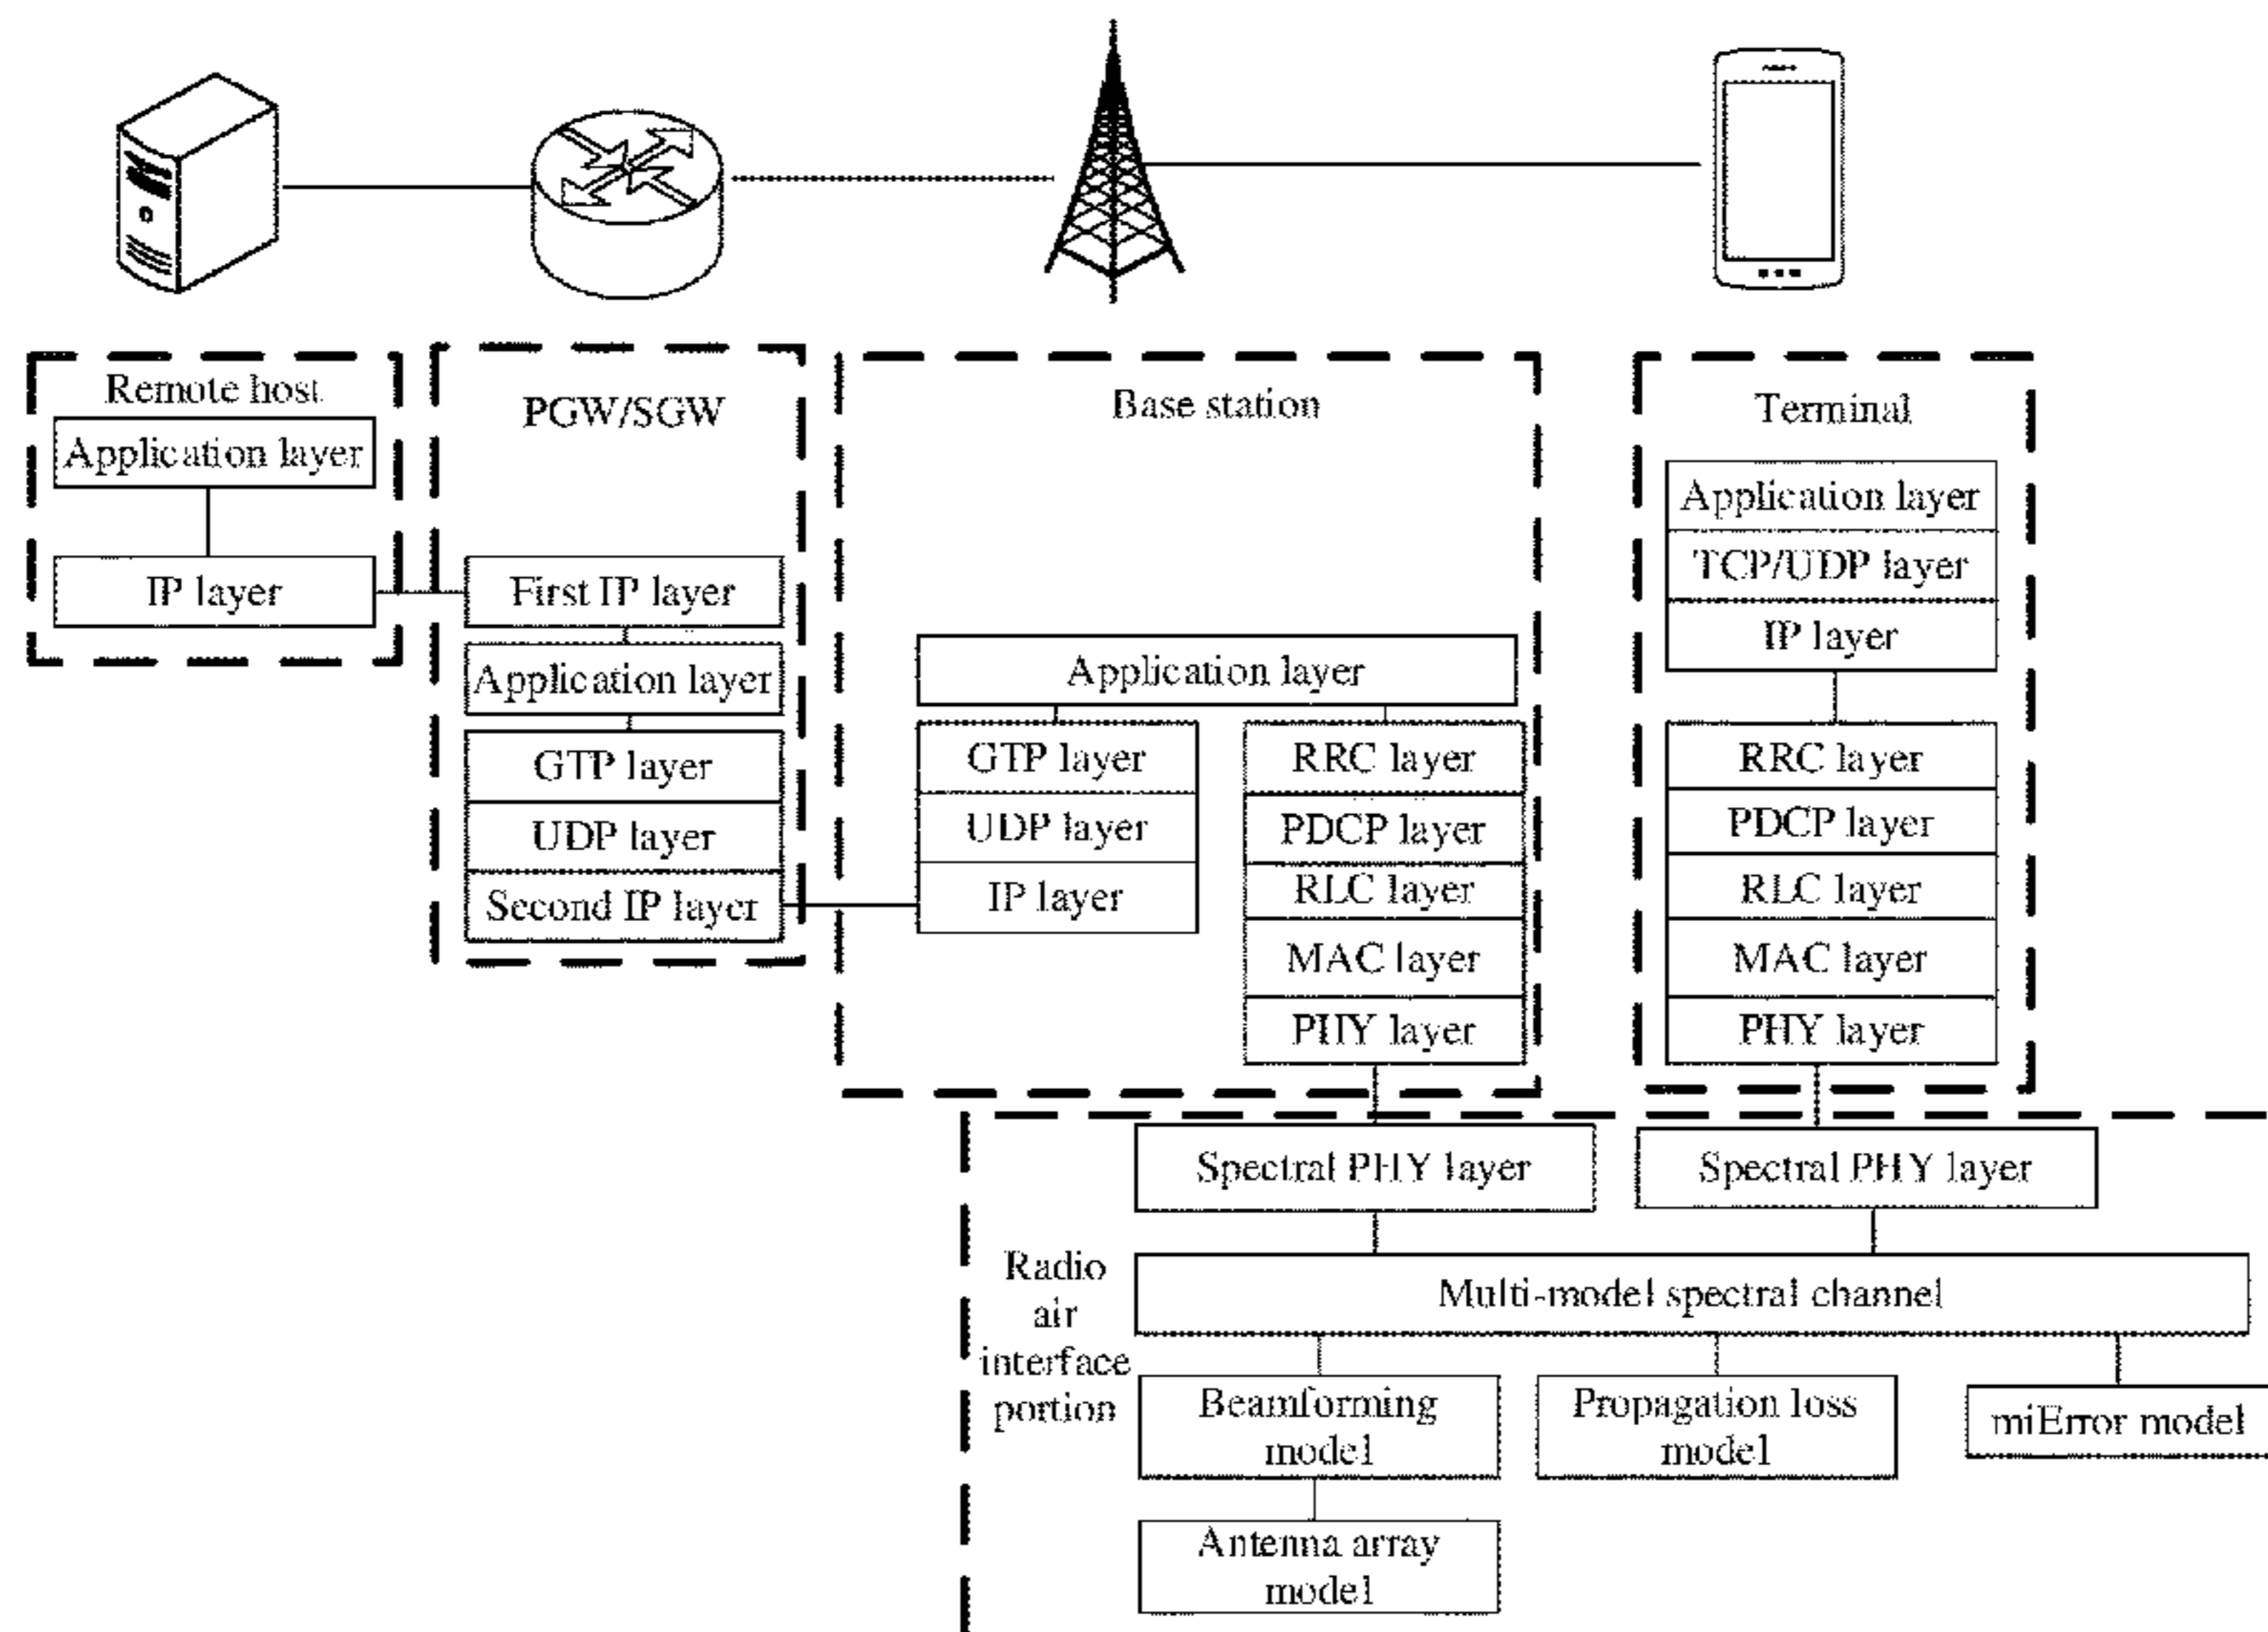 Remote host
Application layer
IP layer
PGW/SGW
First IP layer
Application layer
GTP layer
UDP layer
Second IP layer
Base station
Application layer
GTP layer
UDP layer
IP layer
RRC layer
PDCP layer
RLC layer
MAC layer
PHY layer
Terminal
Application layer
TCP/UDP layer
IP layer
RRC layer
PDCP layer
RLC layer
MAC layer
PHY layer
Radio
air
interface
portion
Spectral PHY layer
Spectral PHY layer
Multi-model spectral channel
Beamforming
model
Propagation loss
model
miError model
Antenna array
model